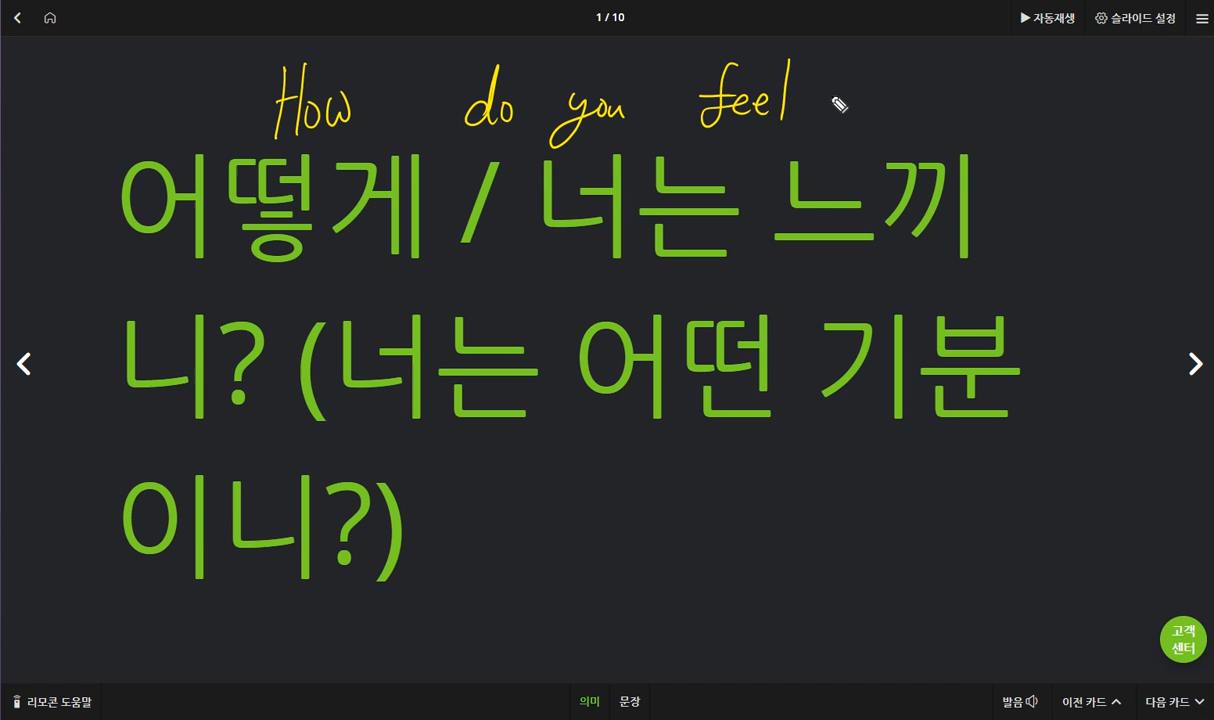 1 / 10
자동재생
슬라이드 설정
How do you feel
어떻게 / 너는 느끼
니? (너는 어떤 기분
이니?)
고객
센터
리모콘 도움말
의미
문장
발음
이전 카드
다음 카드